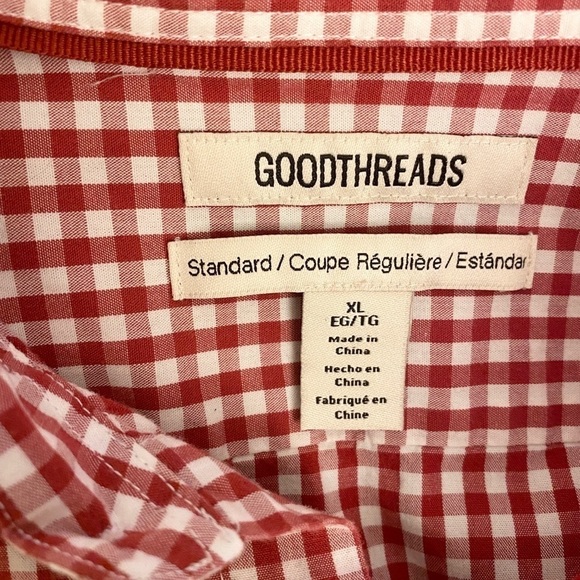 GOODTHREADS
Standard / Coupe Régulière / Estándar
XL
EG/TG
Made in
China
Hecho en
China
Fabriqué en
Chine